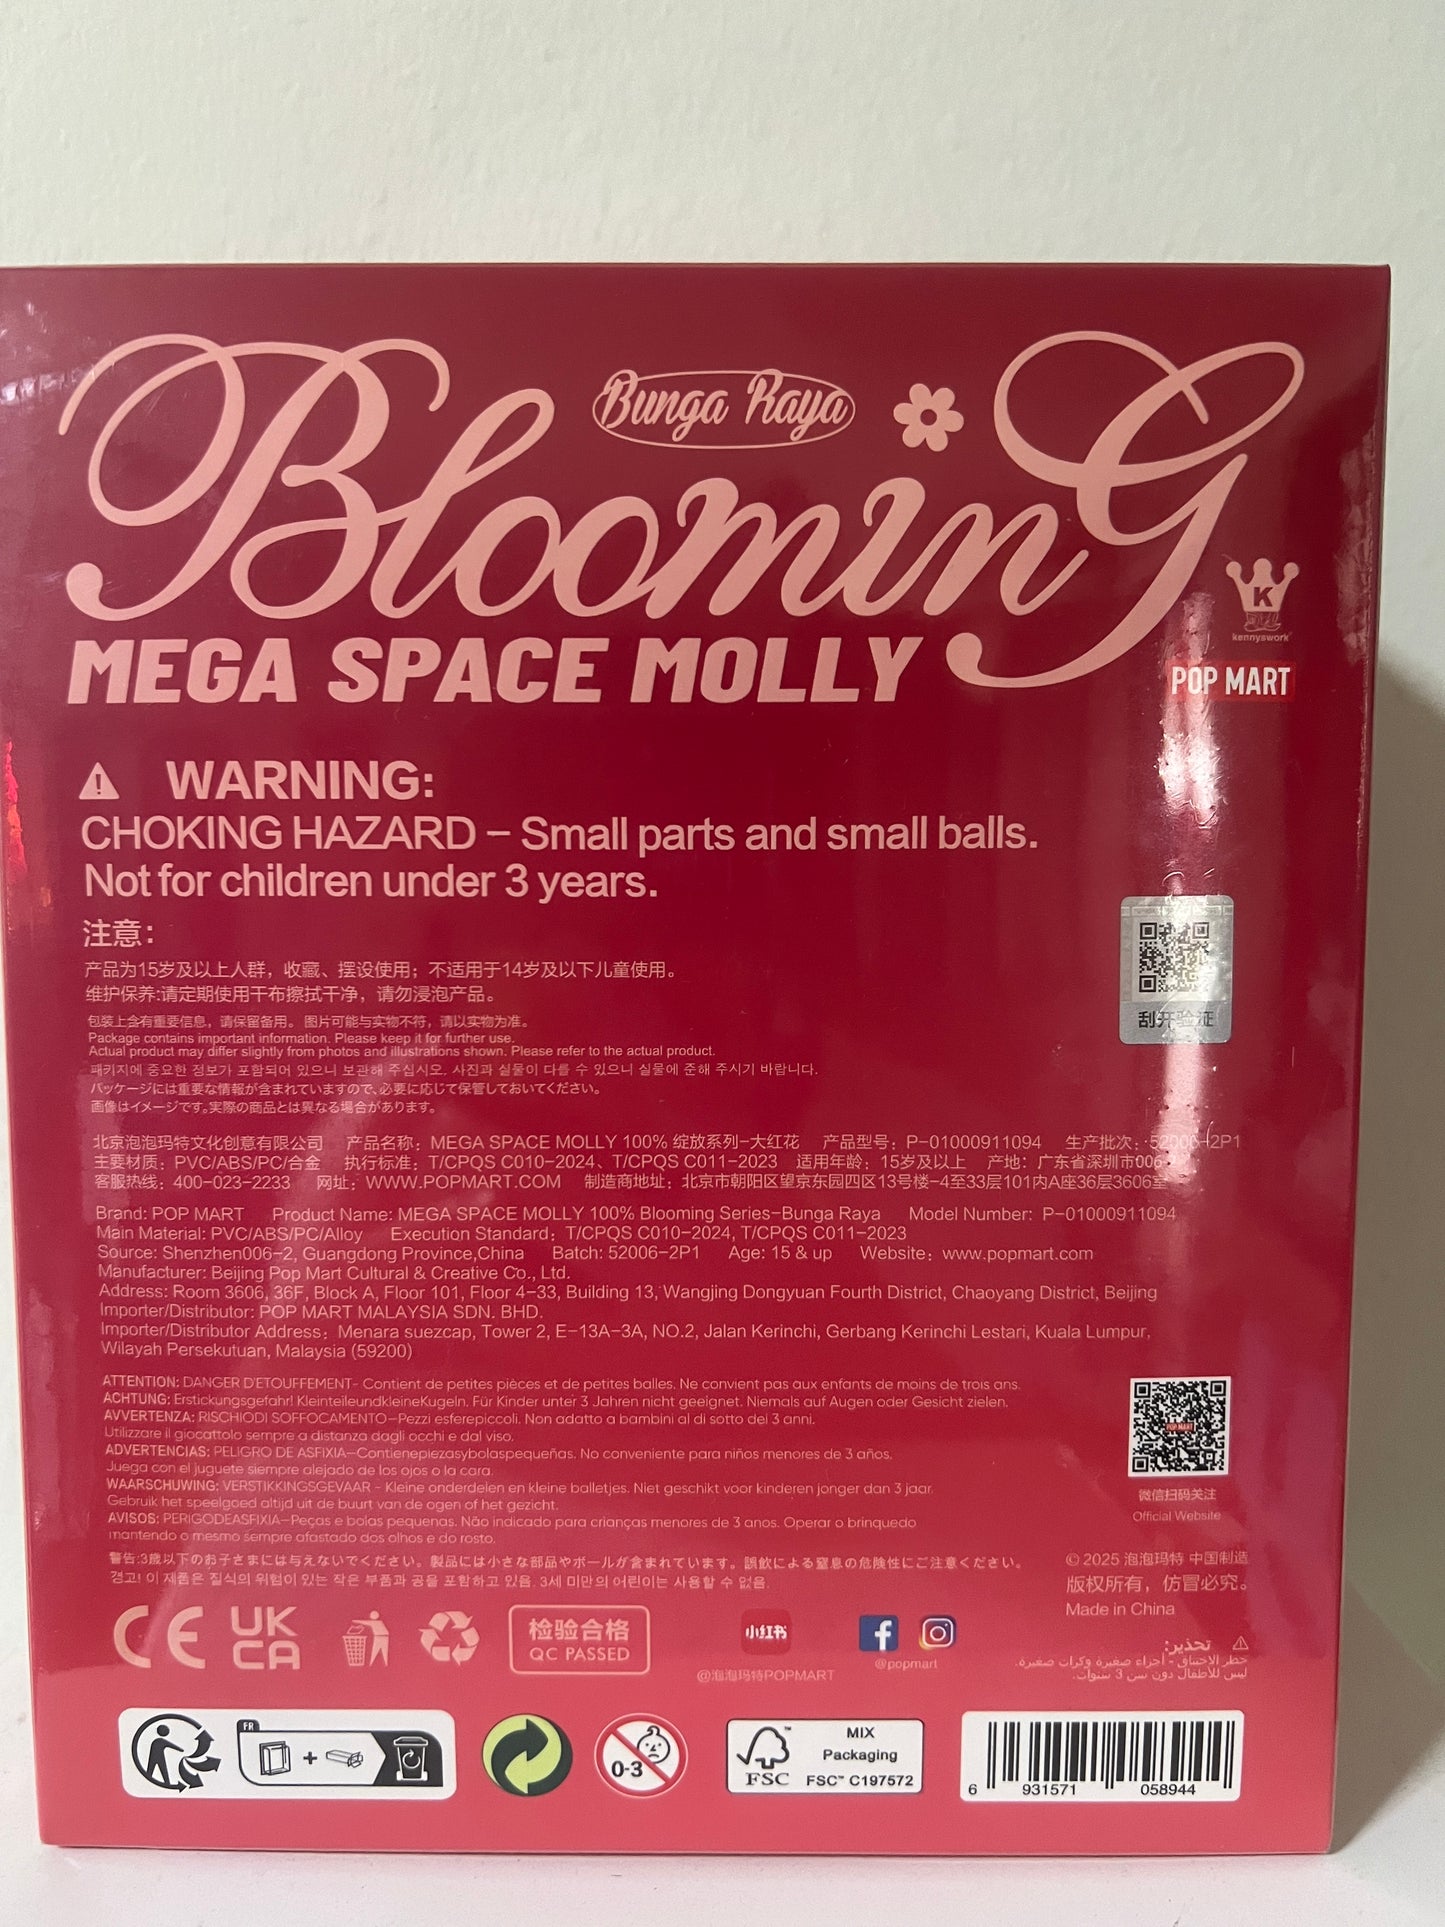 Bunga Raya
BloominG
MEGA SPACE MOLLY
K
kennyswork
POP MART
WARNING:
CHOKING HAZARD – Small parts and small balls.
Not for children under 3 years.
注意：
产品为15岁及以上人群，收藏、摆设使用；不适用于14岁及以下儿童使用。
维护保养:请定期使用干布擦拭干净，请勿浸泡产品。
刮开验证
包装上含有重要信息，请保留备用。图片可能与实物不符，请以实物为准。
Package contains important information. Please keep it for further use.
Actual product may differ slightly from photos and illustrations shown. Please refer to the actual product.
패키지에 중요한 정보가 포함되어 있으니 보관해 주십시오. 사진과 실물이 다를 수 있으니 실물에 준해 주시기 바랍니다.
パッケージには重要な情報が含まれていますので、必要に応じて保管しておいてください。
画像はイメージです。実際の商品とは異なる場合があります。
北京泡泡玛特文化创意有限公司 产品名称：MEGA SPACE MOLLY 100% 绽放系列-大红花 产品型号：P-01000911094 生产批次：52006-2P1
主要材质：PVC/ABS/PC/合金 执行标准：T/CPQS C010-2024、T/CPQS C011-2023 适用年龄：15岁及以上 产地：广东省深圳市006
客服热线：400-023-2233 网址：WWW.POPMART.COM 制造商地址：北京市朝阳区望京东园四区13号楼-4至33层101内A座36层3606室
Brand: POP MART Product Name: MEGA SPACE MOLLY 100% Blooming Series-Bunga Raya Model Number: P-01000911094
Main Material: PVC/ABS/PC/Alloy Execution Standard：T/CPQS C010-2024, T/CPQS C011-2023
Source: Shenzhen006-2, Guangdong Province,China Batch: 52006-2P1 Age: 15 & up Website：www.popmart.com
Manufacturer: Beijing Pop Mart Cultural & Creative Co., Ltd.
Address: Room 3606, 36F, Block A, Floor 101, Floor 4-33, Building 13, Wangjing Dongyuan Fourth District, Chaoyang District, Beijing
Importer/Distributor: POP MART MALAYSIA SDN. BHD.
Importer/Distributor Address：Menara suezcap, Tower 2, E-13A-3A, NO.2, Jalan Kerinchi, Gerbang Kerinchi Lestari, Kuala Lumpur,
Wilayah Persekutuan, Malaysia (59200)
ATTENTION: DANGER D'ETOUFFEMENT- Contient de petites pièces et de petites balles. Ne convient pas aux enfants de moins de trois ans.
ACHTUNG: Erstickungsgefahr! KleinteileundkleineKugeln. Für Kinder unter 3 Jahren nicht geeignet. Niemals auf Augen oder Gesicht zielen.
AVVERTENZA: RISCHIODI SOFFOCAMENTO—Pezzi esferepiccoli. Non adatto a bambini al di sotto dei 3 anni.
Utilizzare il giocattolo sempre a distanza dagli occhi e dal viso.
ADVERTENCIAS: PELIGRO DE ASFIXIA—Contienepiezasybolaspequeñas. No conveniente para niños menores de 3 años.
Juega con el juguete siempre alejado de los ojos o la cara.
WAARSCHUWING: VERSTIKKINGSGEVAAR - Kleine onderdelen en kleine balletjes. Niet geschikt voor kinderen jonger dan 3 jaar.
Gebruik het speelgoed altijd uit de buurt van de ogen of het gezicht.
AVISOS: PERIGODEASFIXIA—Peças e bolas pequenas. Não indicado para crianças menores de 3 anos. Operar o brinquedo
mantendo o mesmo sempre afastado dos olhos e do rosto.
警告:3歳以下のお子さまには与えないでください。製品には小さな部品やボールが含まれています。誤飲による窒息の危険性にご注意ください。
경고! 이 제품은 질식의 위험이 있는 작은 부품과 공을 포함하고 있음. 3세 미만의 어린이는 사용할 수 없음.
POP MART
微信扫码关注
Official Website
© 2025 泡泡玛特 中国制造
版权所有，仿冒必究。
Made in China
CE
UK
CA
检验合格
QC PASSED
小红书
@泡泡玛特POPMART
@popmart
تحذير:
خطر الاختناق - أجزاء صغيرة وكرات صغيرة.
ليس للأطفال دون سن 3 سنوات.
FR
+
0-3
FSC
MIX
Packaging
FSC™ C197572
6 931571 058944